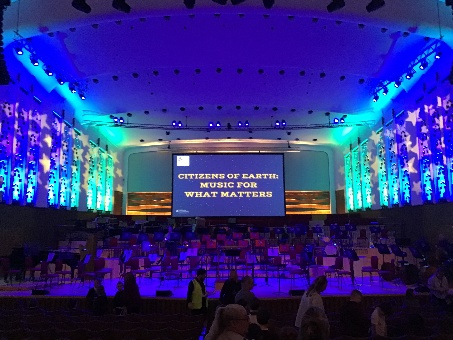 CITIZENS OF EARTH:
MUSIC FOR
WHAT MATTERS